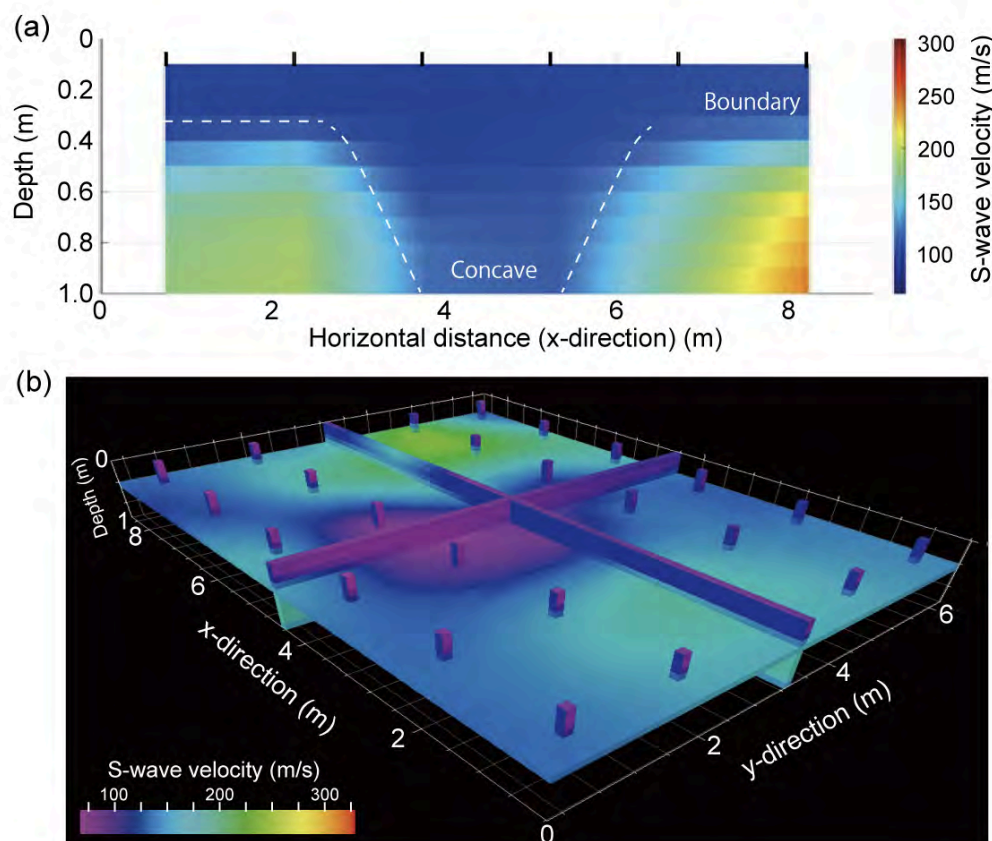 (a)
0
0.2
0.4
0.6
0.8
1.0
Depth (m)
Boundary
Concave
0 2 4 6 8
Horizontal distance (x-direction) (m)
300
250
200
150
100
S-wave velocity (m/s)
(b)
0
1
Depth (m)
8
6
4
2
0
x-direction (m)
2
4
6
y-direction (m)
S-wave velocity (m/s)
100 200 300